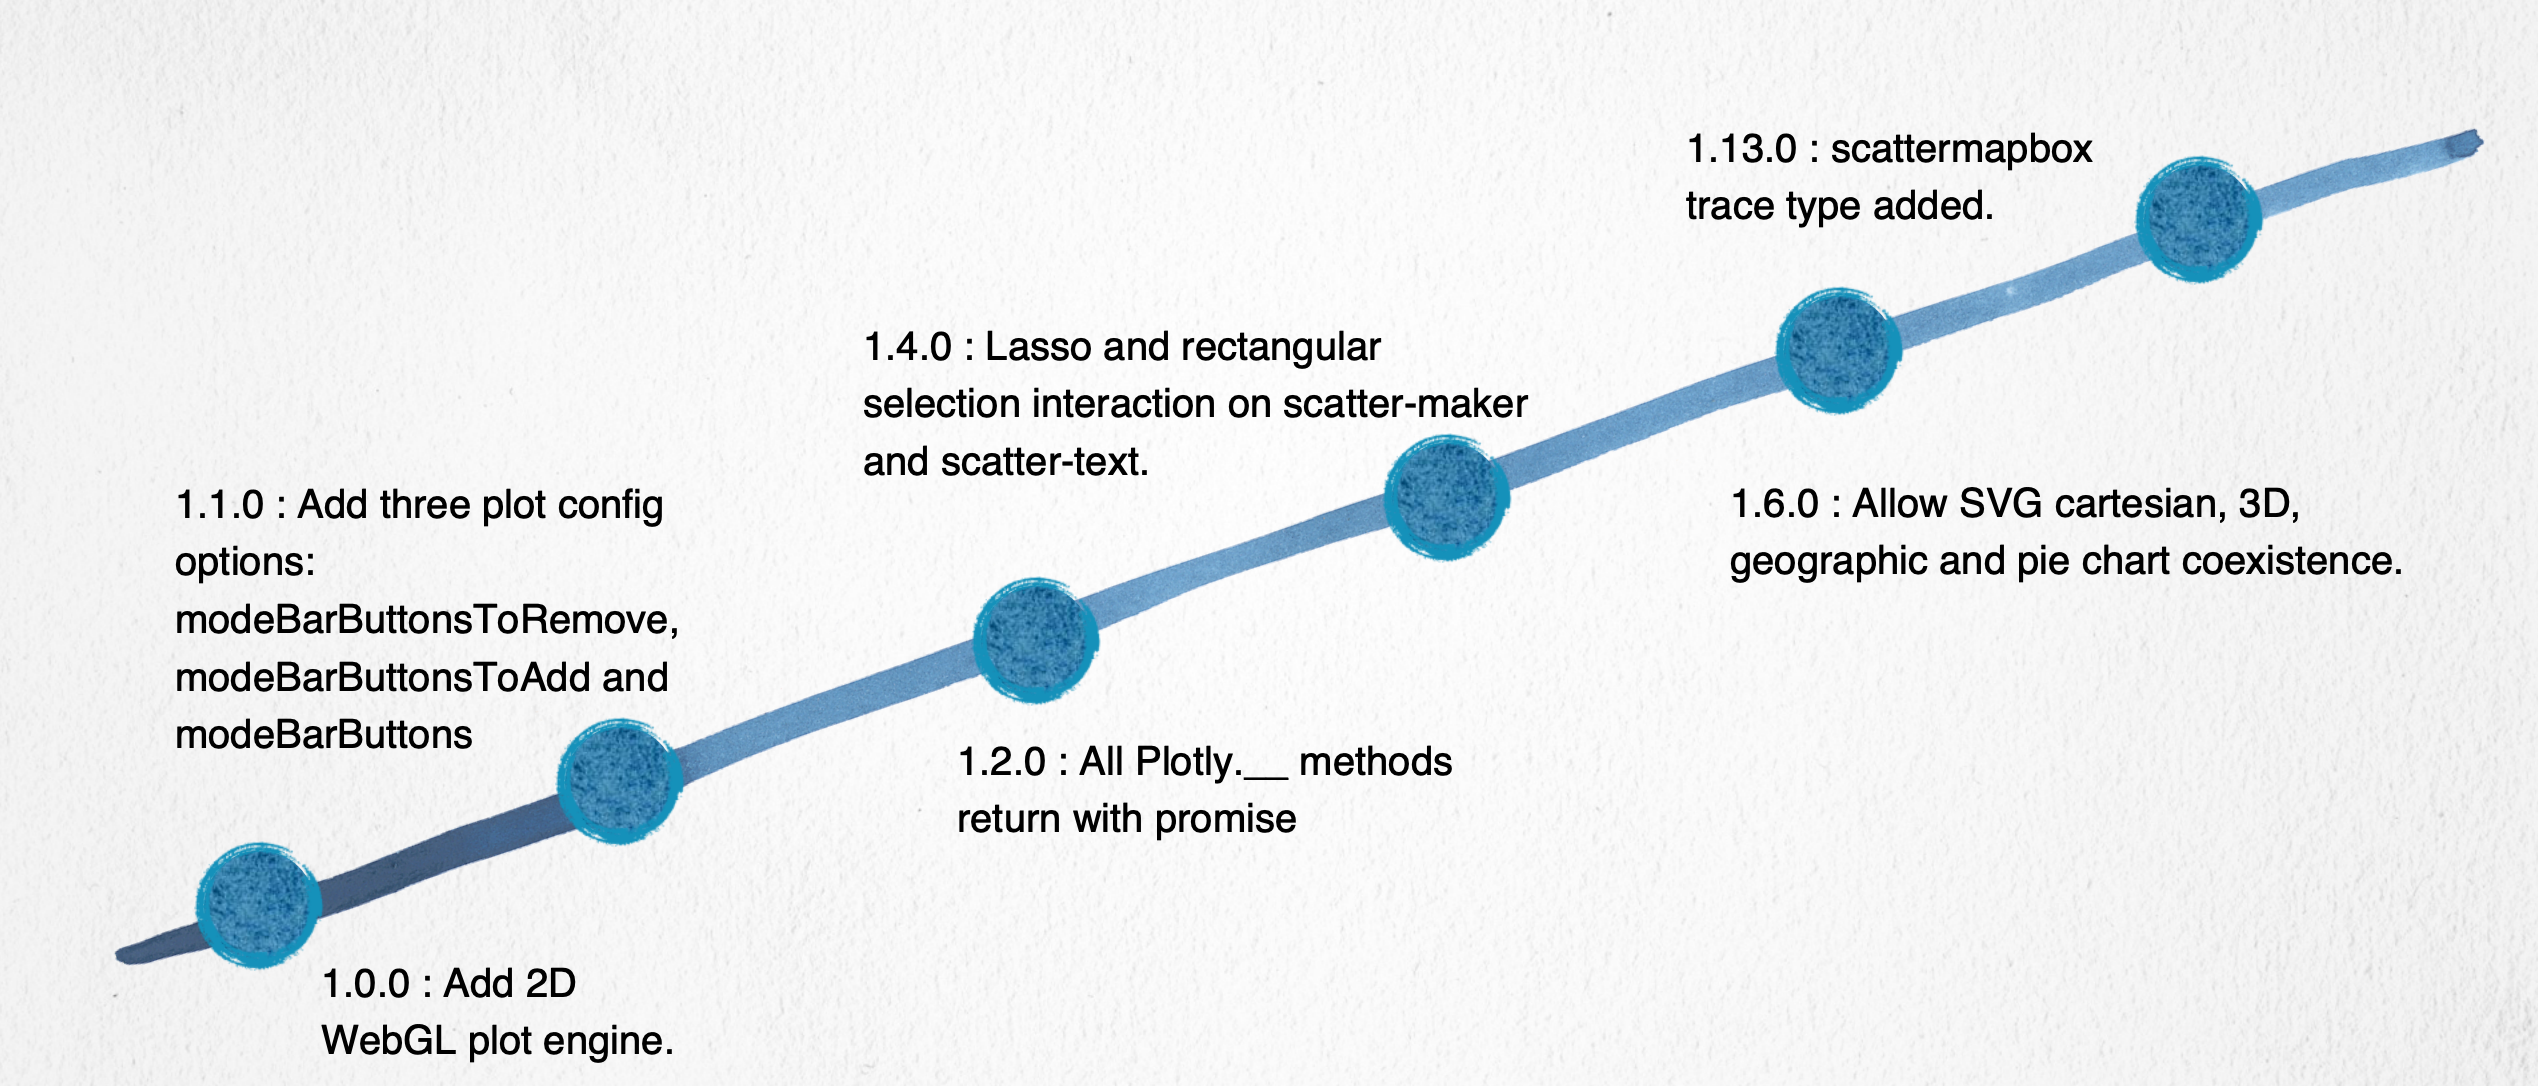 1.13.0 : scattermapbox
trace type added.
1.4.0 : Lasso and rectangular
selection interaction on scatter-maker
and scatter-text.
1.1.0 : Add three plot config
options:
modeBarButtonsToRemove,
modeBarButtonsToAdd and
modeBarButtons
1.6.0 : Allow SVG cartesian, 3D,
geographic and pie chart coexistence.
1.2.0 : All Plotly.__ methods
return with promise
1.0.0 : Add 2D
WebGL plot engine.